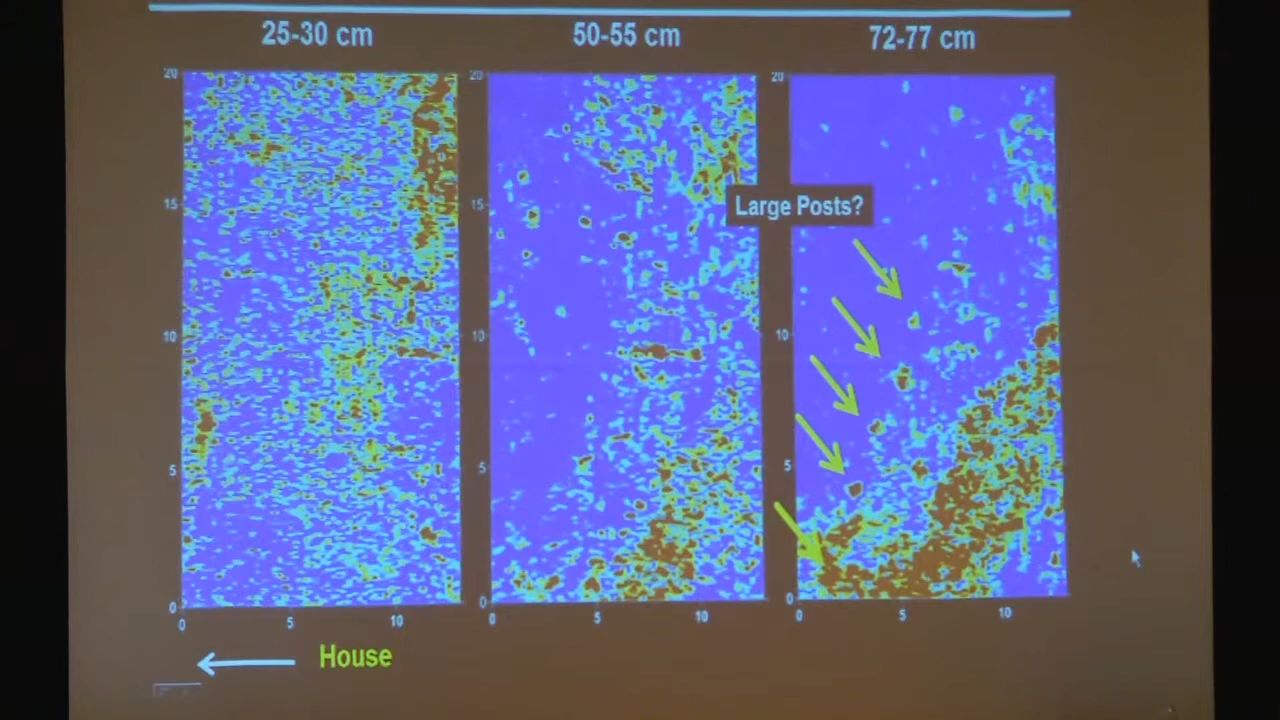 25-30 cm 50-55 cm 72-77 cm
20 20 20
Large Posts?
15 15
10 10 10
5 5 5
0 0 0
0 5 10 0 5 10 0 5 10
House